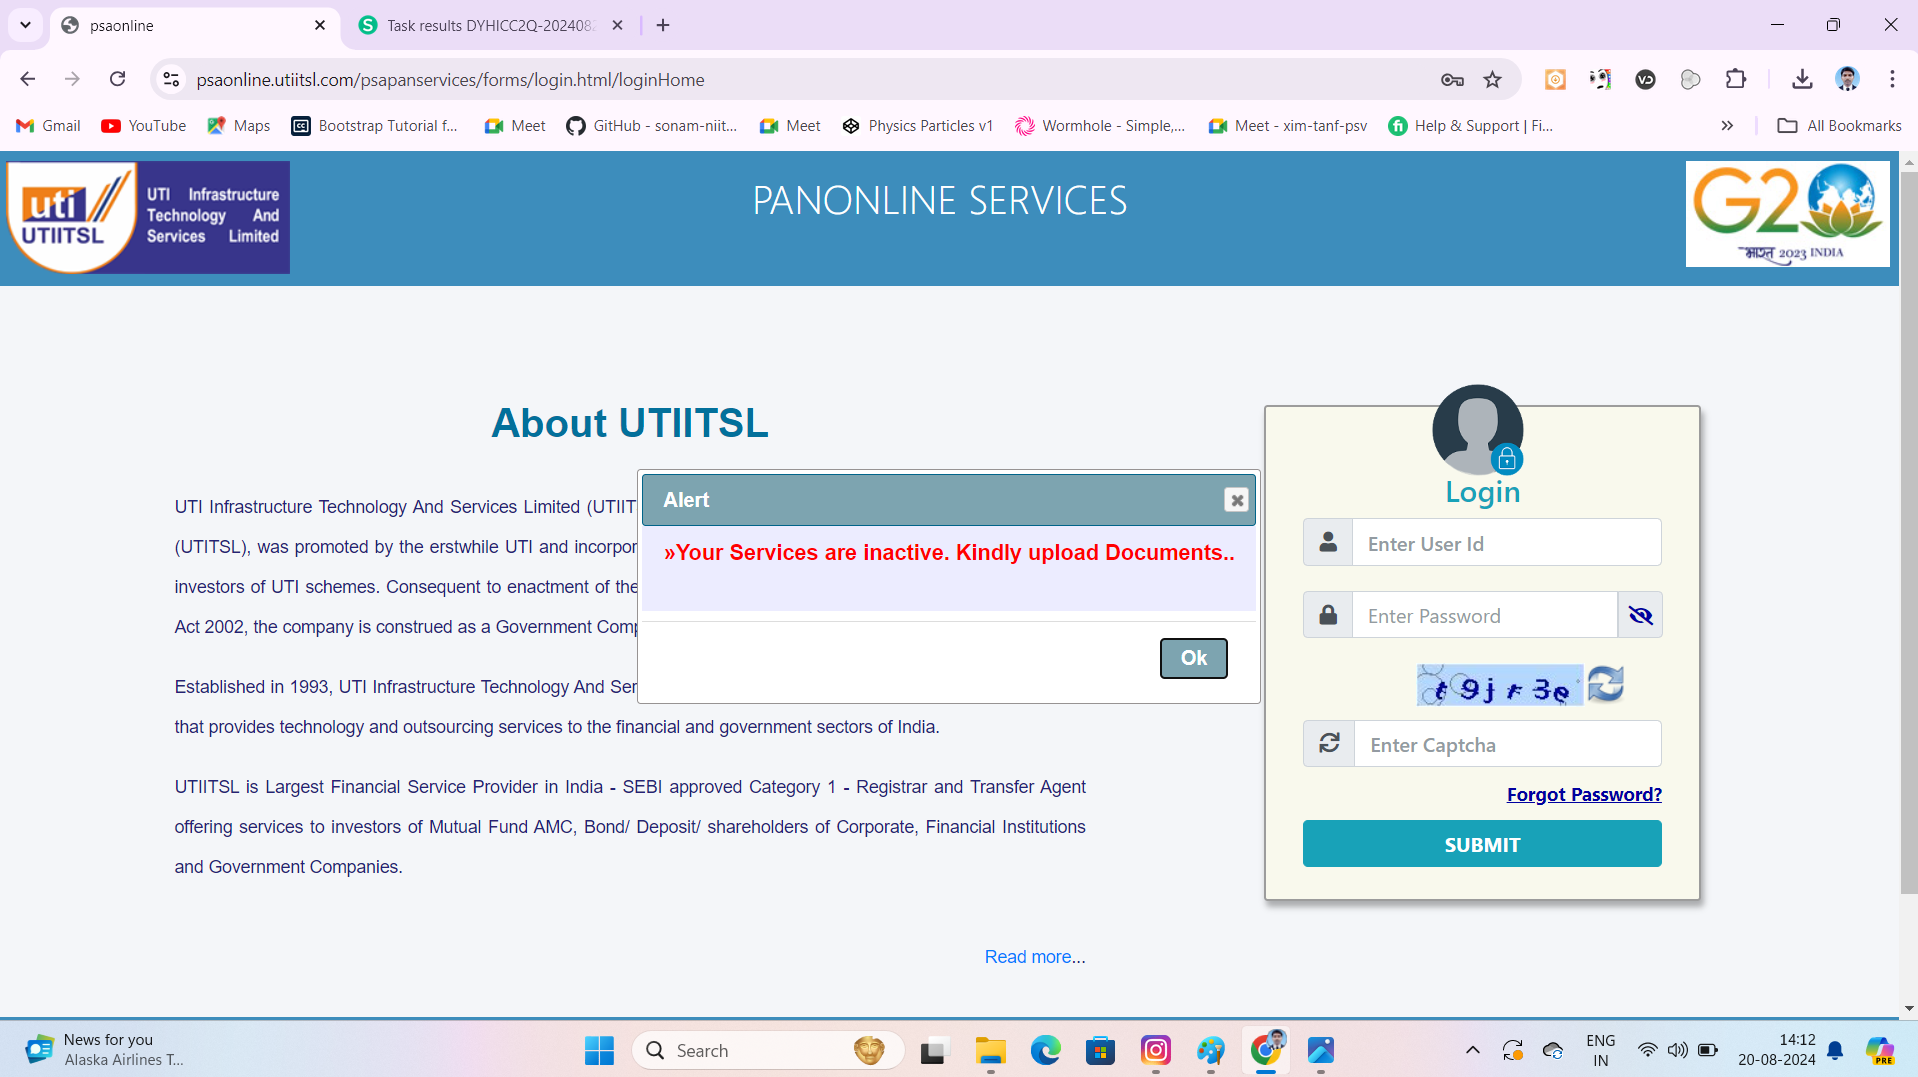 psaonline
Task results DYHICC2Q-202408
psaonline.utiitsl.com/psapanservices/forms/login.html/loginHome
Gmail
YouTube
Maps
Bootstrap Tutorial f...
Meet
GitHub - sonam-niit...
Meet
Physics Particles v1
Wormhole - Simple,...
Meet - xim-tanf-psv
Help & Support | Fi...
All Bookmarks
uti
UTIITSL
UTI Infrastructure
Technology And
Services Limited
PANONLINE SERVICES
G20
भारत 2023 INDIA
About UTIITSL
UTI Infrastructure Technology And Services Limited (UTIIT
(UTITSL), was promoted by the erstwhile UTI and incorpor
investors of UTI schemes. Consequent to enactment of the
Act 2002, the company is construed as a Government Comp
Established in 1993, UTI Infrastructure Technology And Ser
that provides technology and outsourcing services to the financial and government sectors of India.
UTIITSL is Largest Financial Service Provider in India - SEBI approved Category 1 - Registrar and Transfer Agent
offering services to investors of Mutual Fund AMC, Bond/ Deposit/ shareholders of Corporate, Financial Institutions
and Government Companies.
Read more...
Alert
»Your Services are inactive. Kindly upload Documents..
Ok
Login
Enter User Id
Enter Password
t9jr3e
Enter Captcha
Forgot Password?
SUBMIT
News for you
Alaska Airlines T...
Search
ENG
IN
14:12
20-08-2024
PRE